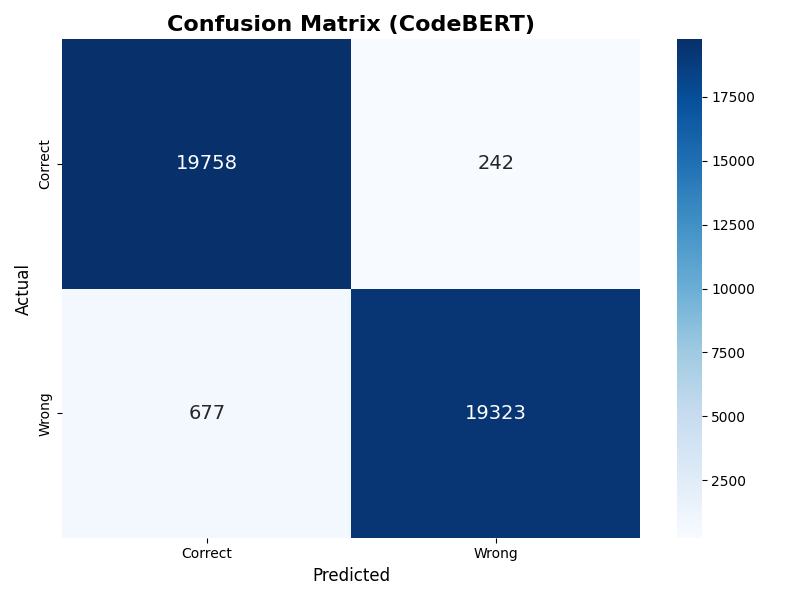 Confusion Matrix (CodeBERT)
Actual
Correct
Wrong
19758
242
677
19323
Correct
Wrong
Predicted
17500
15000
12500
10000
7500
5000
2500